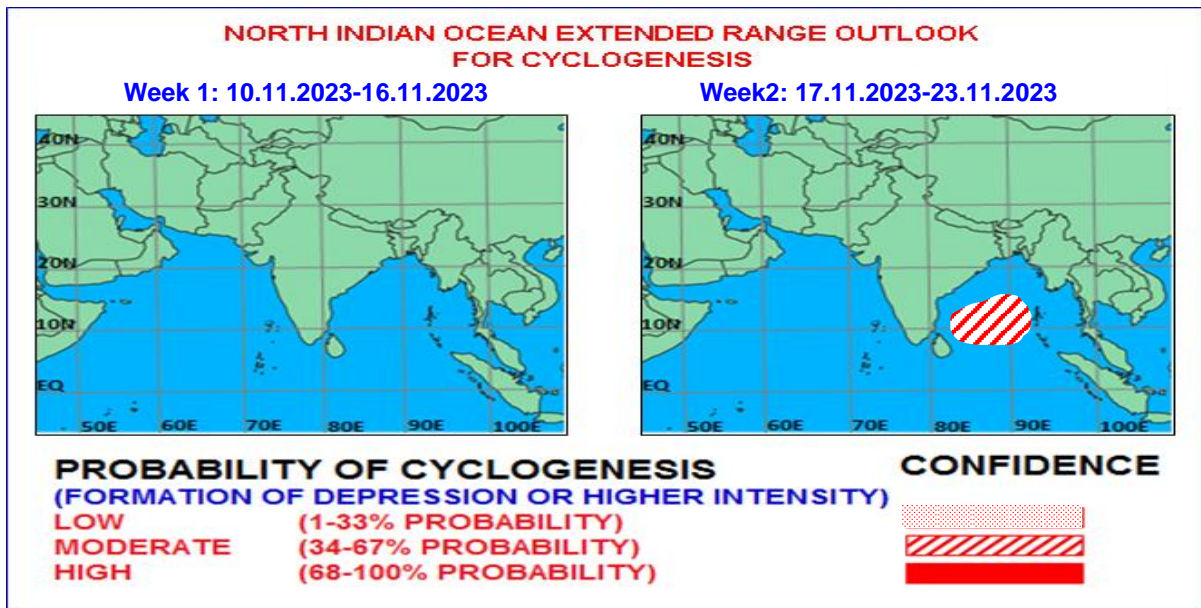 NORTH INDIAN OCEAN EXTENDED RANGE OUTLOOK
FOR CYCLOGENESIS
Week 1: 10.11.2023-16.11.2023
Week2: 17.11.2023-23.11.2023
40N
30N
20N
10N
EQ
50E 60E 70E 80E 90E 100E
40N
30N
20N
10N
EQ
50E 60E 70E 80E 90E 100E
PROBABILITY OF CYCLOGENESIS CONFIDENCE
(FORMATION OF DEPRESSION OR HIGHER INTENSITY)
LOW (1-33% PROBABILITY)
MODERATE (34-67% PROBABILITY)
HIGH (68-100% PROBABILITY)